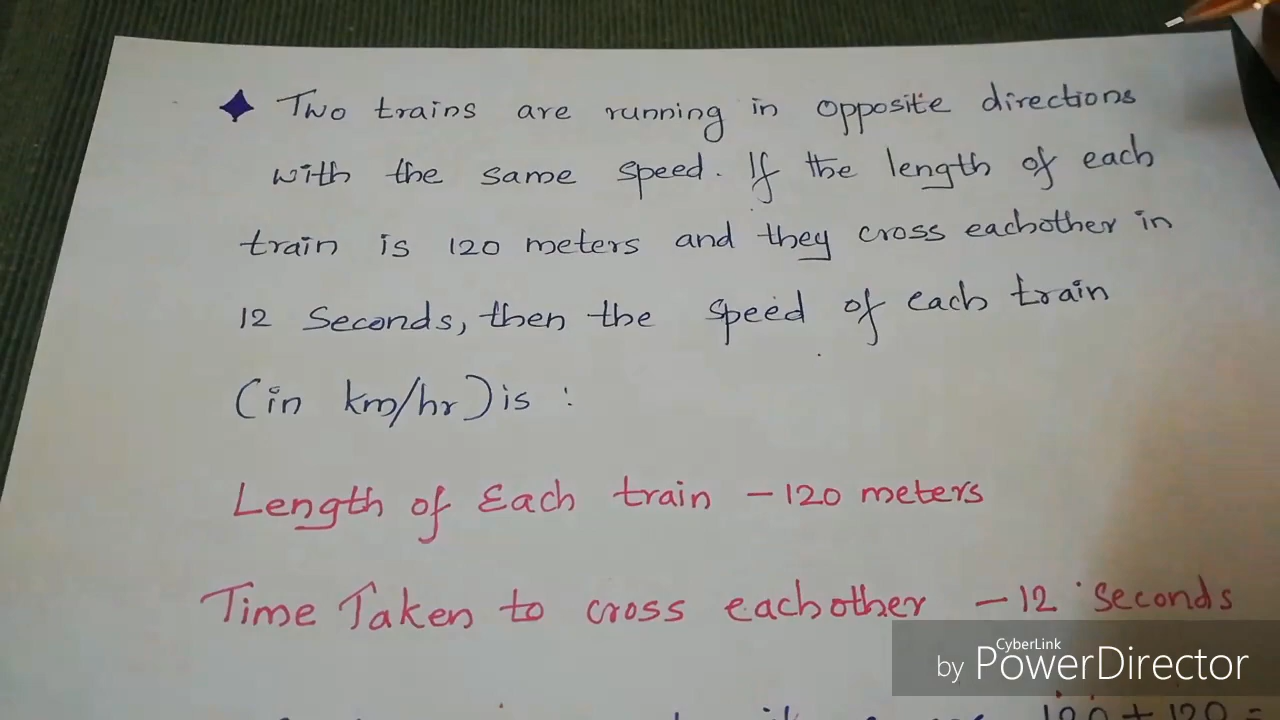 Two trains are running in opposite directions
with the same speed. If the length of each
train is 120 meters and they cross eachother in
12 Seconds, then the speed of each train
(in km/hr) is :
Length of Each train - 120 meters
Time Taken to cross eachother - 12 Seconds
CyberLink
by PowerDirector
120 + 120 =